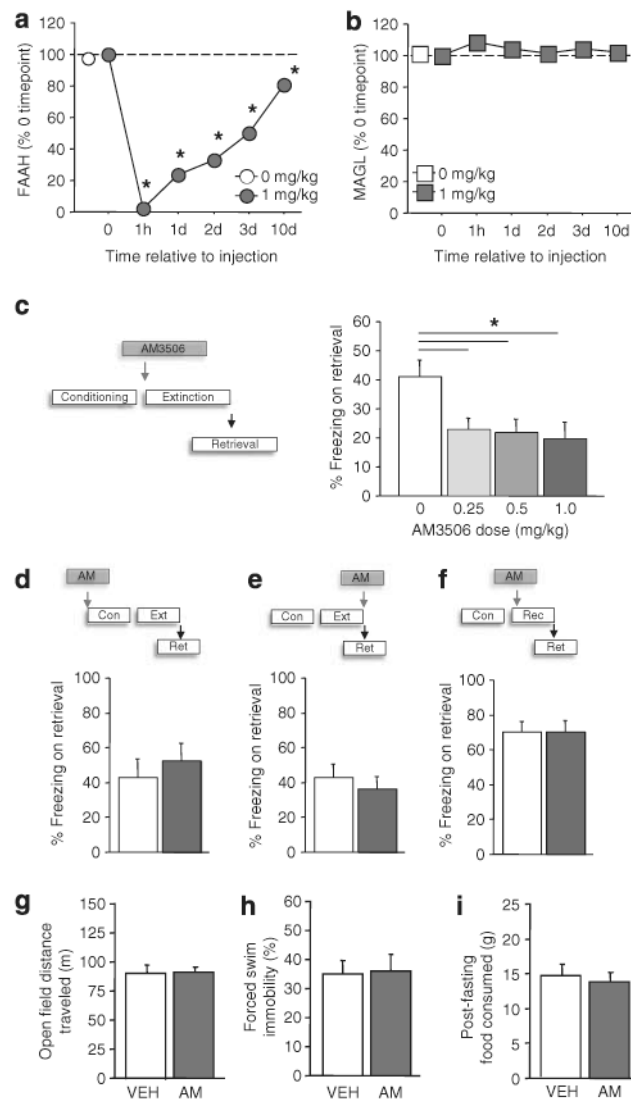 a
FAAH (% 0 timepoint)
120
100
80
60
40
20
0
*
*
*
*
*
0 mg/kg
1 mg/kg
0 1h 1d 2d 3d 10d
Time relative to injection
b
MAGL (% 0 timepoint)
120
100
80
60
40
20
0
0 mg/kg
1 mg/kg
0 1h 1d 2d 3d 10d
Time relative to injection
c
AM3506
Conditioning Extinction
Retrieval
% Freezing on retrieval
60
50
40
30
20
10
0
*
0 0.25 0.5 1.0
AM3506 dose (mg/kg)
d
AM
Con Ext
Ret
% Freezing on retrieval
100
80
60
40
20
0
e
AM
Con Ext
Ret
% Freezing on retrieval
100
80
60
40
20
0
f
AM
Con Rec
Ret
% Freezing on retrieval
100
80
60
40
20
0
g
Open field distance
traveled (m)
150
125
100
75
50
25
0
VEH AM
h
Forced swim
immobility (%)
60
50
40
30
20
10
0
VEH AM
i
Post-fasting
food consumed (g)
25
20
15
10
5
0
VEH AM